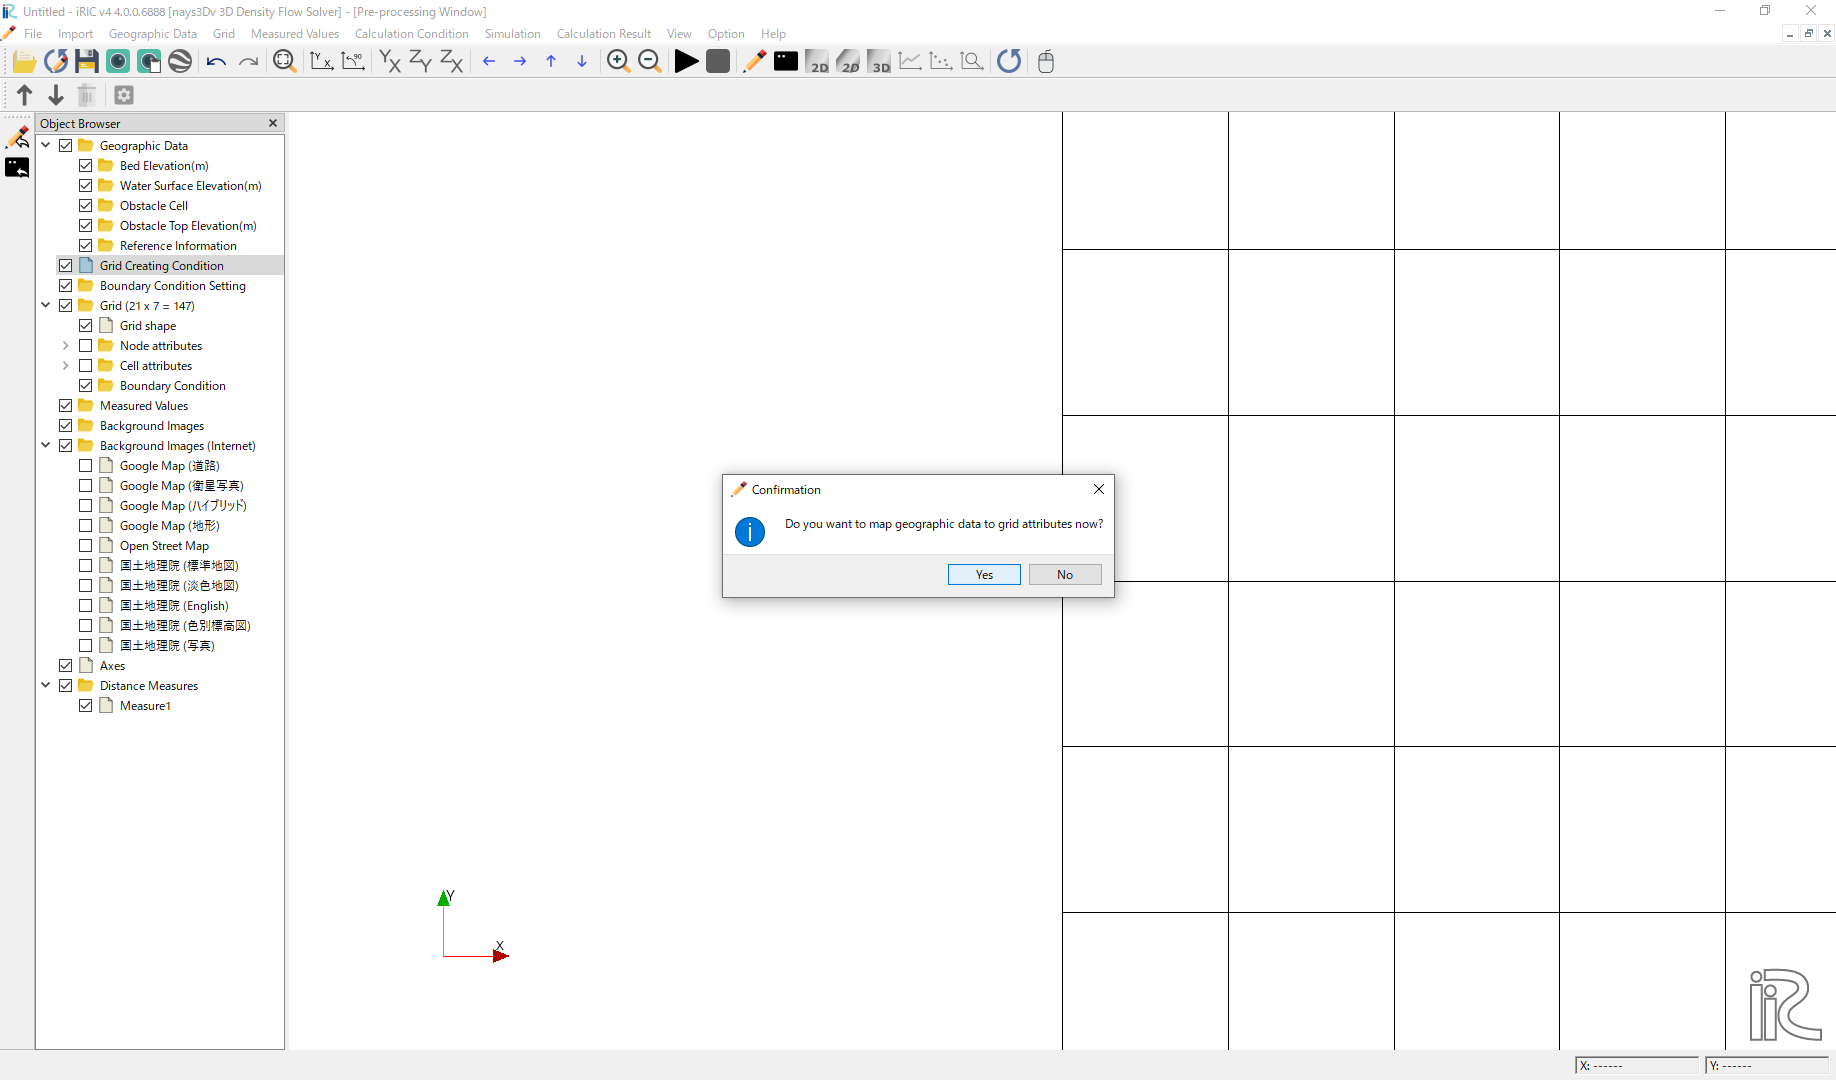 Untitled - iRIC v4 4.0.0.6888 [nays3Dv 3D Density Flow Solver] - [Pre-processing Window]
File Import Geographic Data Grid Measured Values Calculation Condition Simulation Calculation Result View Option Help
Y X Y X 90 YX ZY ZX 2D 2D 3D
Object Browser
Geographic Data
Bed Elevation(m)
Water Surface Elevation(m)
Obstacle Cell
Obstacle Top Elevation(m)
Reference Information
Grid Creating Condition
Boundary Condition Setting
Grid (21 x 7 = 147)
Grid shape
Node attributes
Cell attributes
Boundary Condition
Measured Values
Background Images
Background Images (Internet)
Google Map (道路)
Google Map (衛星写真)
Google Map (ハイブリッド)
Google Map (地形)
Open Street Map
国土地理院 (標準地図)
国土地理院 (淡色地図)
国土地理院 (English)
国土地理院 (色別標高図)
国土地理院 (写真)
Axes
Distance Measures
Measure1
Confirmation
Do you want to map geographic data to grid attributes now?
Yes No
Y
X
iRIC
X: ------ Y: ------